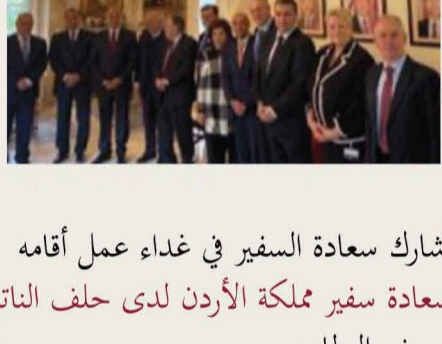 شارك سعادة السفير في غداء عمل أقامه
سعادة سفير مملكة الأردن لدى حلف الناتو